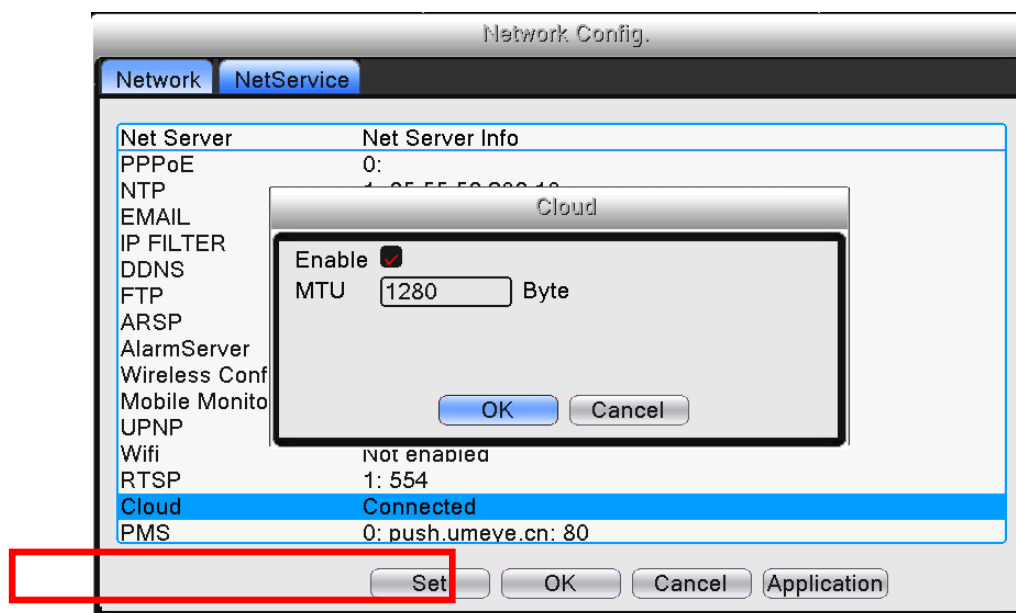 Network Config.
Network NetService
Net Server Net Server Info
PPPoE 0:
NTP
EMAIL
IP FILTER
DDNS
FTP
ARSP
AlarmServer
Wireless Conf
Mobile Monito
UPNP
Wifi Not enabled
RTSP 1: 554
Cloud Connected
PMS 0: push.umeye.cn: 80
Cloud
Enable
MTU 1280 Byte
OK Cancel
Set OK Cancel Application